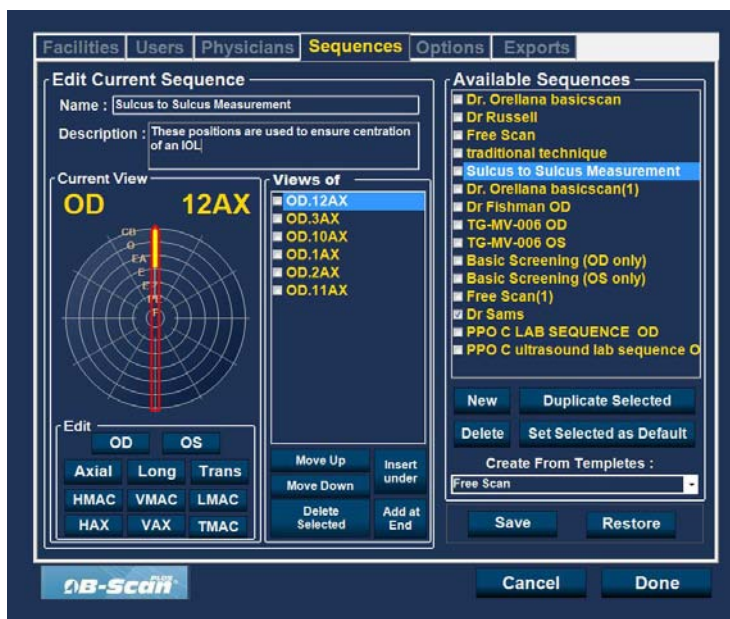 Facilities Users Physicians Sequences Options Exports
Edit Current Sequence
Name : Sulcus to Sulcus Measurement
Description : These positions are used to ensure centration
of an IOL
Current View
OD 12AX
CB
O
EA
E
F
Edit
OD OS
Axial Long Trans
HMAC VMAC LMAC
HAX VAX TMAC
Views of
OD.12AX
OD.3AX
OD.10AX
OD.1AX
OD.2AX
OD.11AX
Move Up
Move Down
Delete
Selected
Insert
under
Add at
End
Available Sequences
Dr. Orellana basicscan
Dr Russell
Free Scan
traditional technique
Sulcus to Sulcus Measurement
Dr. Orellana basicscan(1)
Dr Fishman OD
TG-MV-006 OD
TG-MV-006 OS
Basic Screening (OD only)
Basic Screening (OS only)
Free Scan(1)
Dr Sams
PPO C LAB SEQUENCE OD
PPO C ultrasound lab sequence O
New Duplicate Selected
Delete Set Selected as Default
Create From Templetes :
Free Scan
Save Restore
B-Scan PLUS
Cancel Done